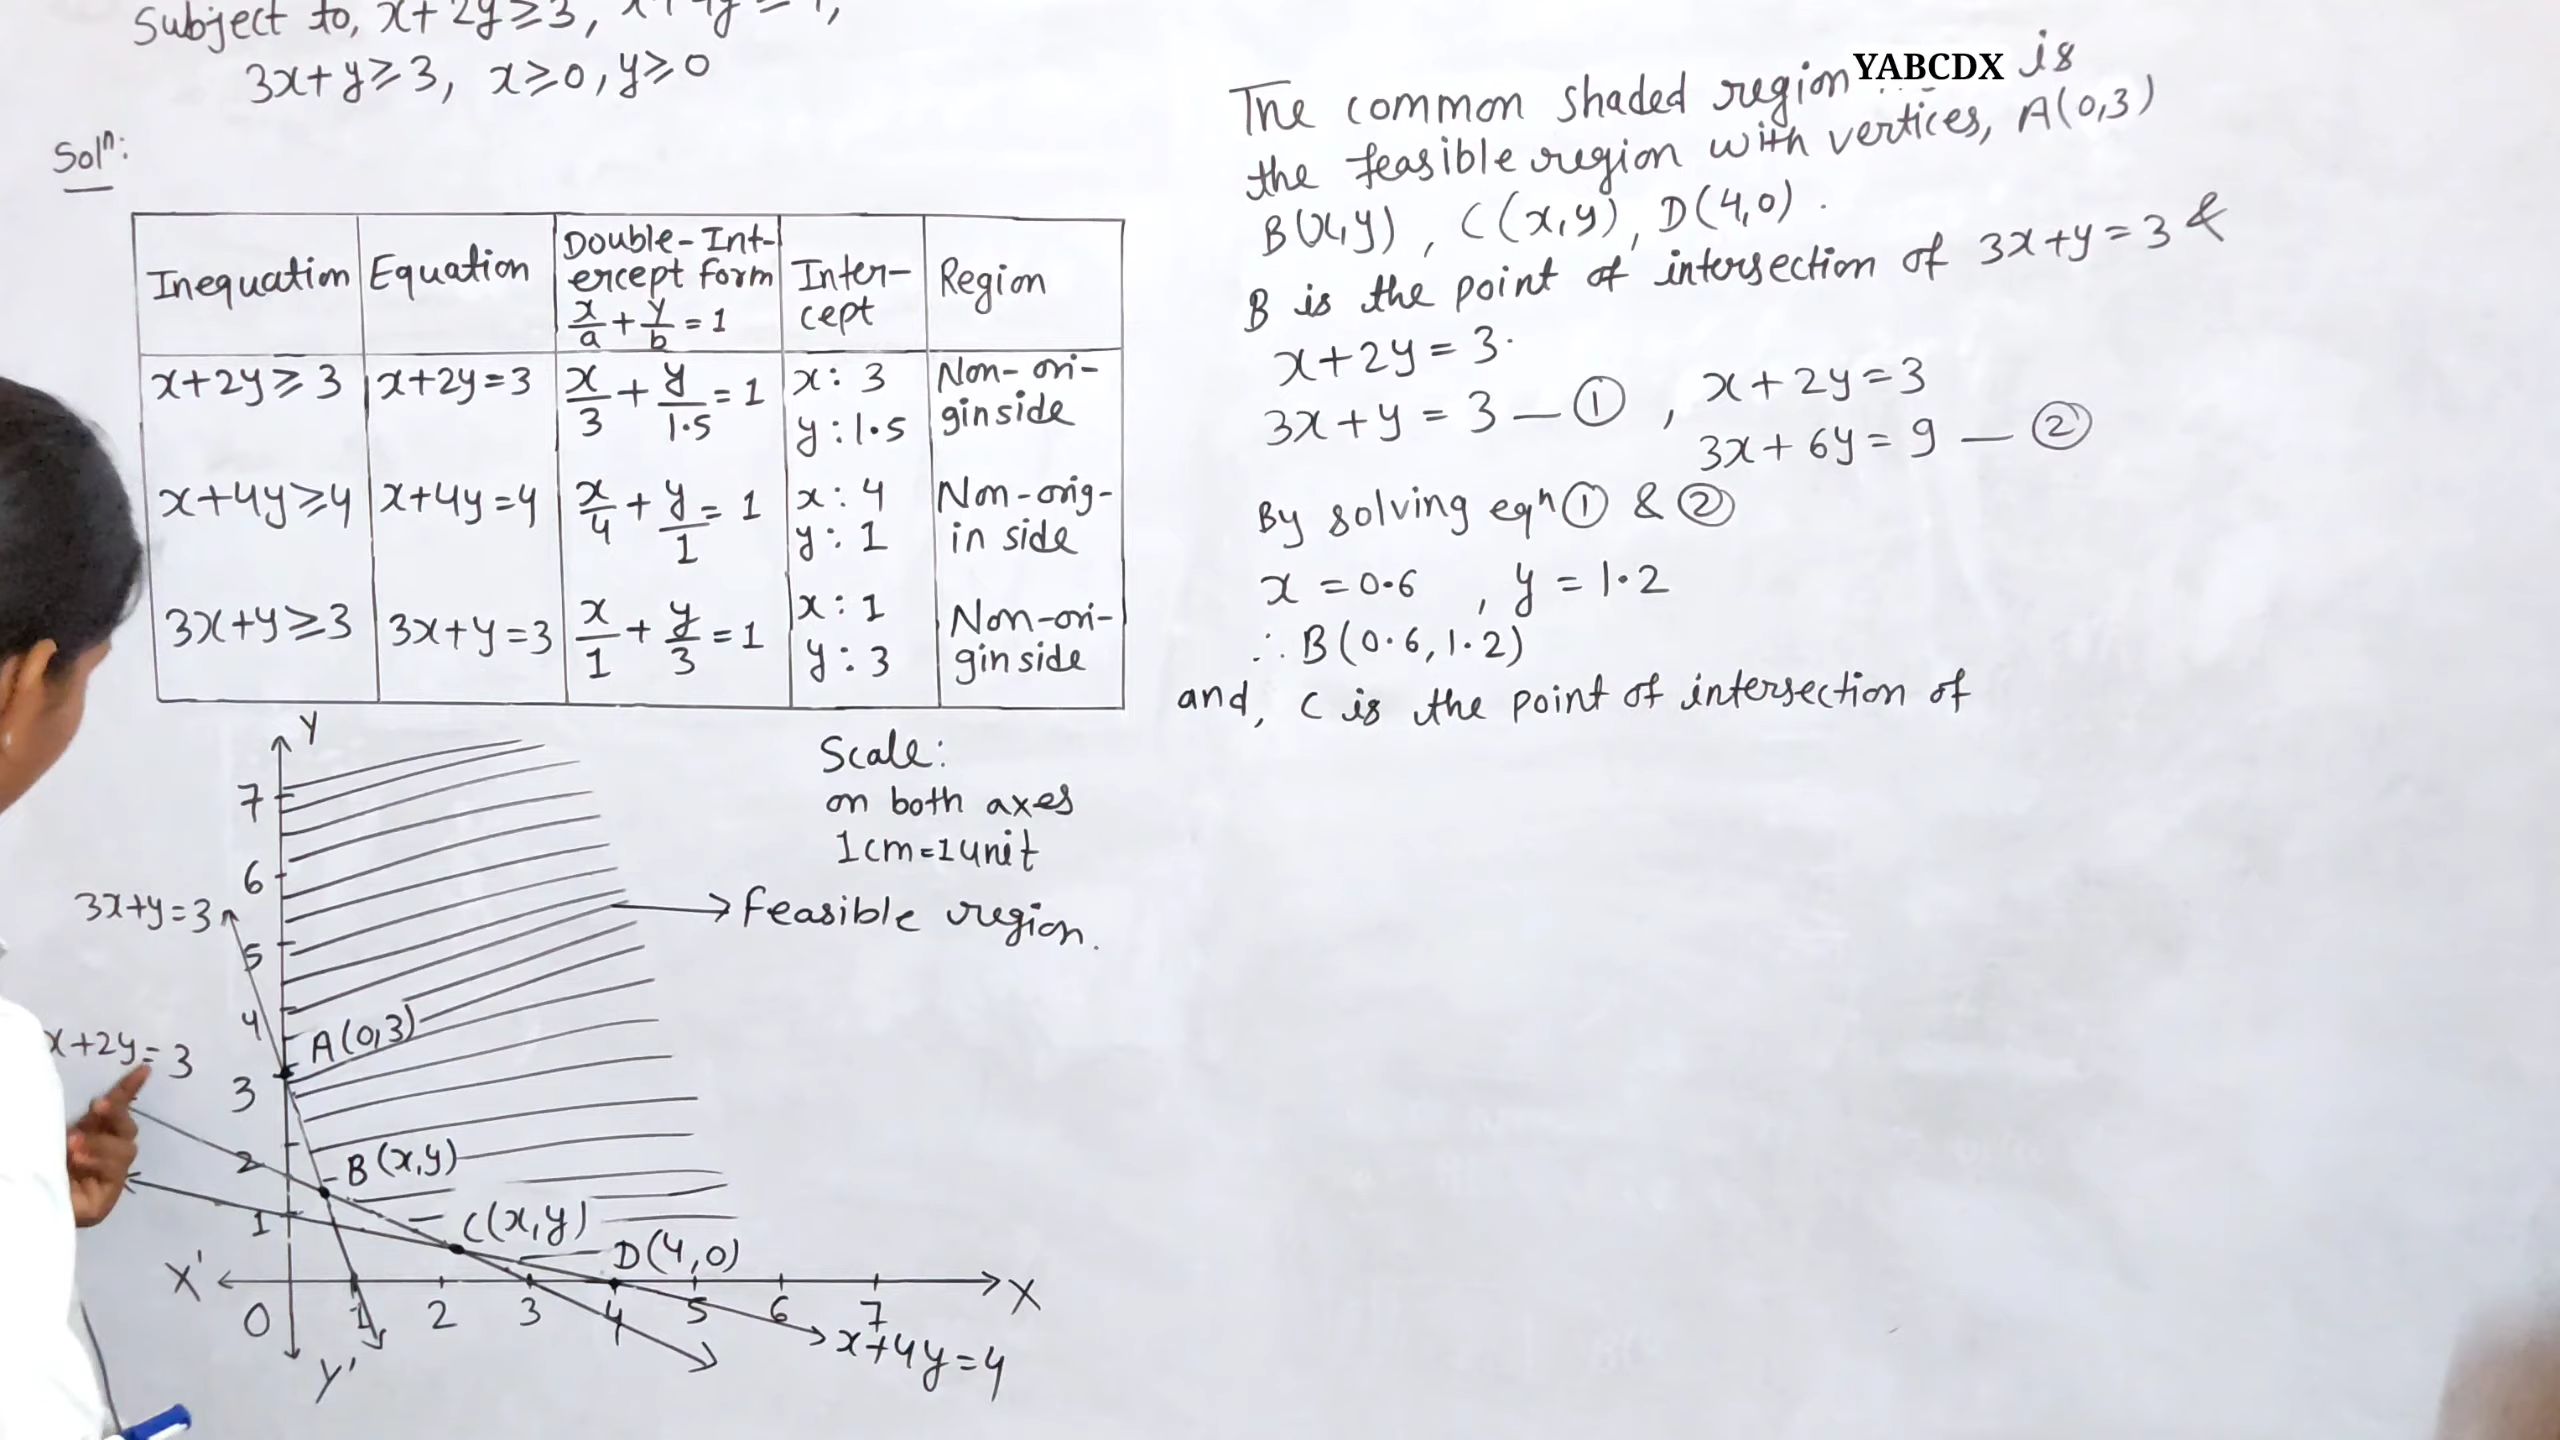 Subject to, x+2y≥3, x+4y≥4,
3x+y≥3, x≥0, y≥0
Solⁿ:
Inequation | Equation | Double-Intercept form x/a + y/b = 1 | Intercept | Region
x+2y≥3 | x+2y=3 | x/3 + y/1.5 = 1 | x: 3 y: 1.5 | Non-origin side
x+4y≥4 | x+4y=4 | x/4 + y/1 = 1 | x: 4 y: 1 | Non-origin side
3x+y≥3 | 3x+y=3 | x/1 + y/3 = 1 | x: 1 y: 3 | Non-origin side
Y
Scale:
on both axes
1cm=1unit
→ feasible region.
7
6
5
4
3
2
1
3x+y=3
x+2y=3
A(0,3)
B(x,y)
C(x,y)
D(4,0)
X'
X
0 1 2 3 4 5 6 7
x+4y=4
Y'
The common shaded region YABCDX is
the feasible region with vertices, A(0,3)
B(x,y), C(x,y), D(4,0).
B is the point of intersection of 3x+y=3 &
x+2y=3.
3x+y=3 — ①, x+2y=3
3x+6y=9 — ②
By solving eqⁿ ① & ②
x = 0.6, y = 1.2
∴ B(0.6, 1.2)
and, C is the point of intersection of